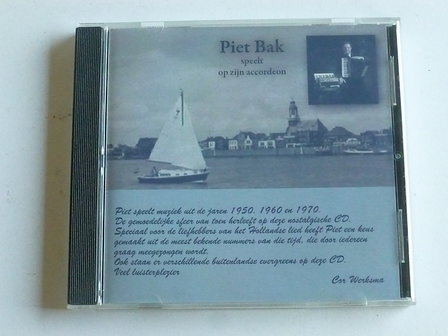 Piet Bak
speelt
op zijn accordeon
Piet speelt muziek uit de jaren 1950, 1960 en 1970.
De gemoedelijke sfeer van toen herleeft op deze nostalgische CD.
Speciaal voor de liefhebbers van het Hollandse lied heeft Piet een keus
gemaakt uit de meest bekende nummers van die tijd, die door iedereen
graag meegezongen wordt.
Ook staan er verschillende buitenlandse evergreens op deze CD.
Veel luisterplezier
Cor Werksma